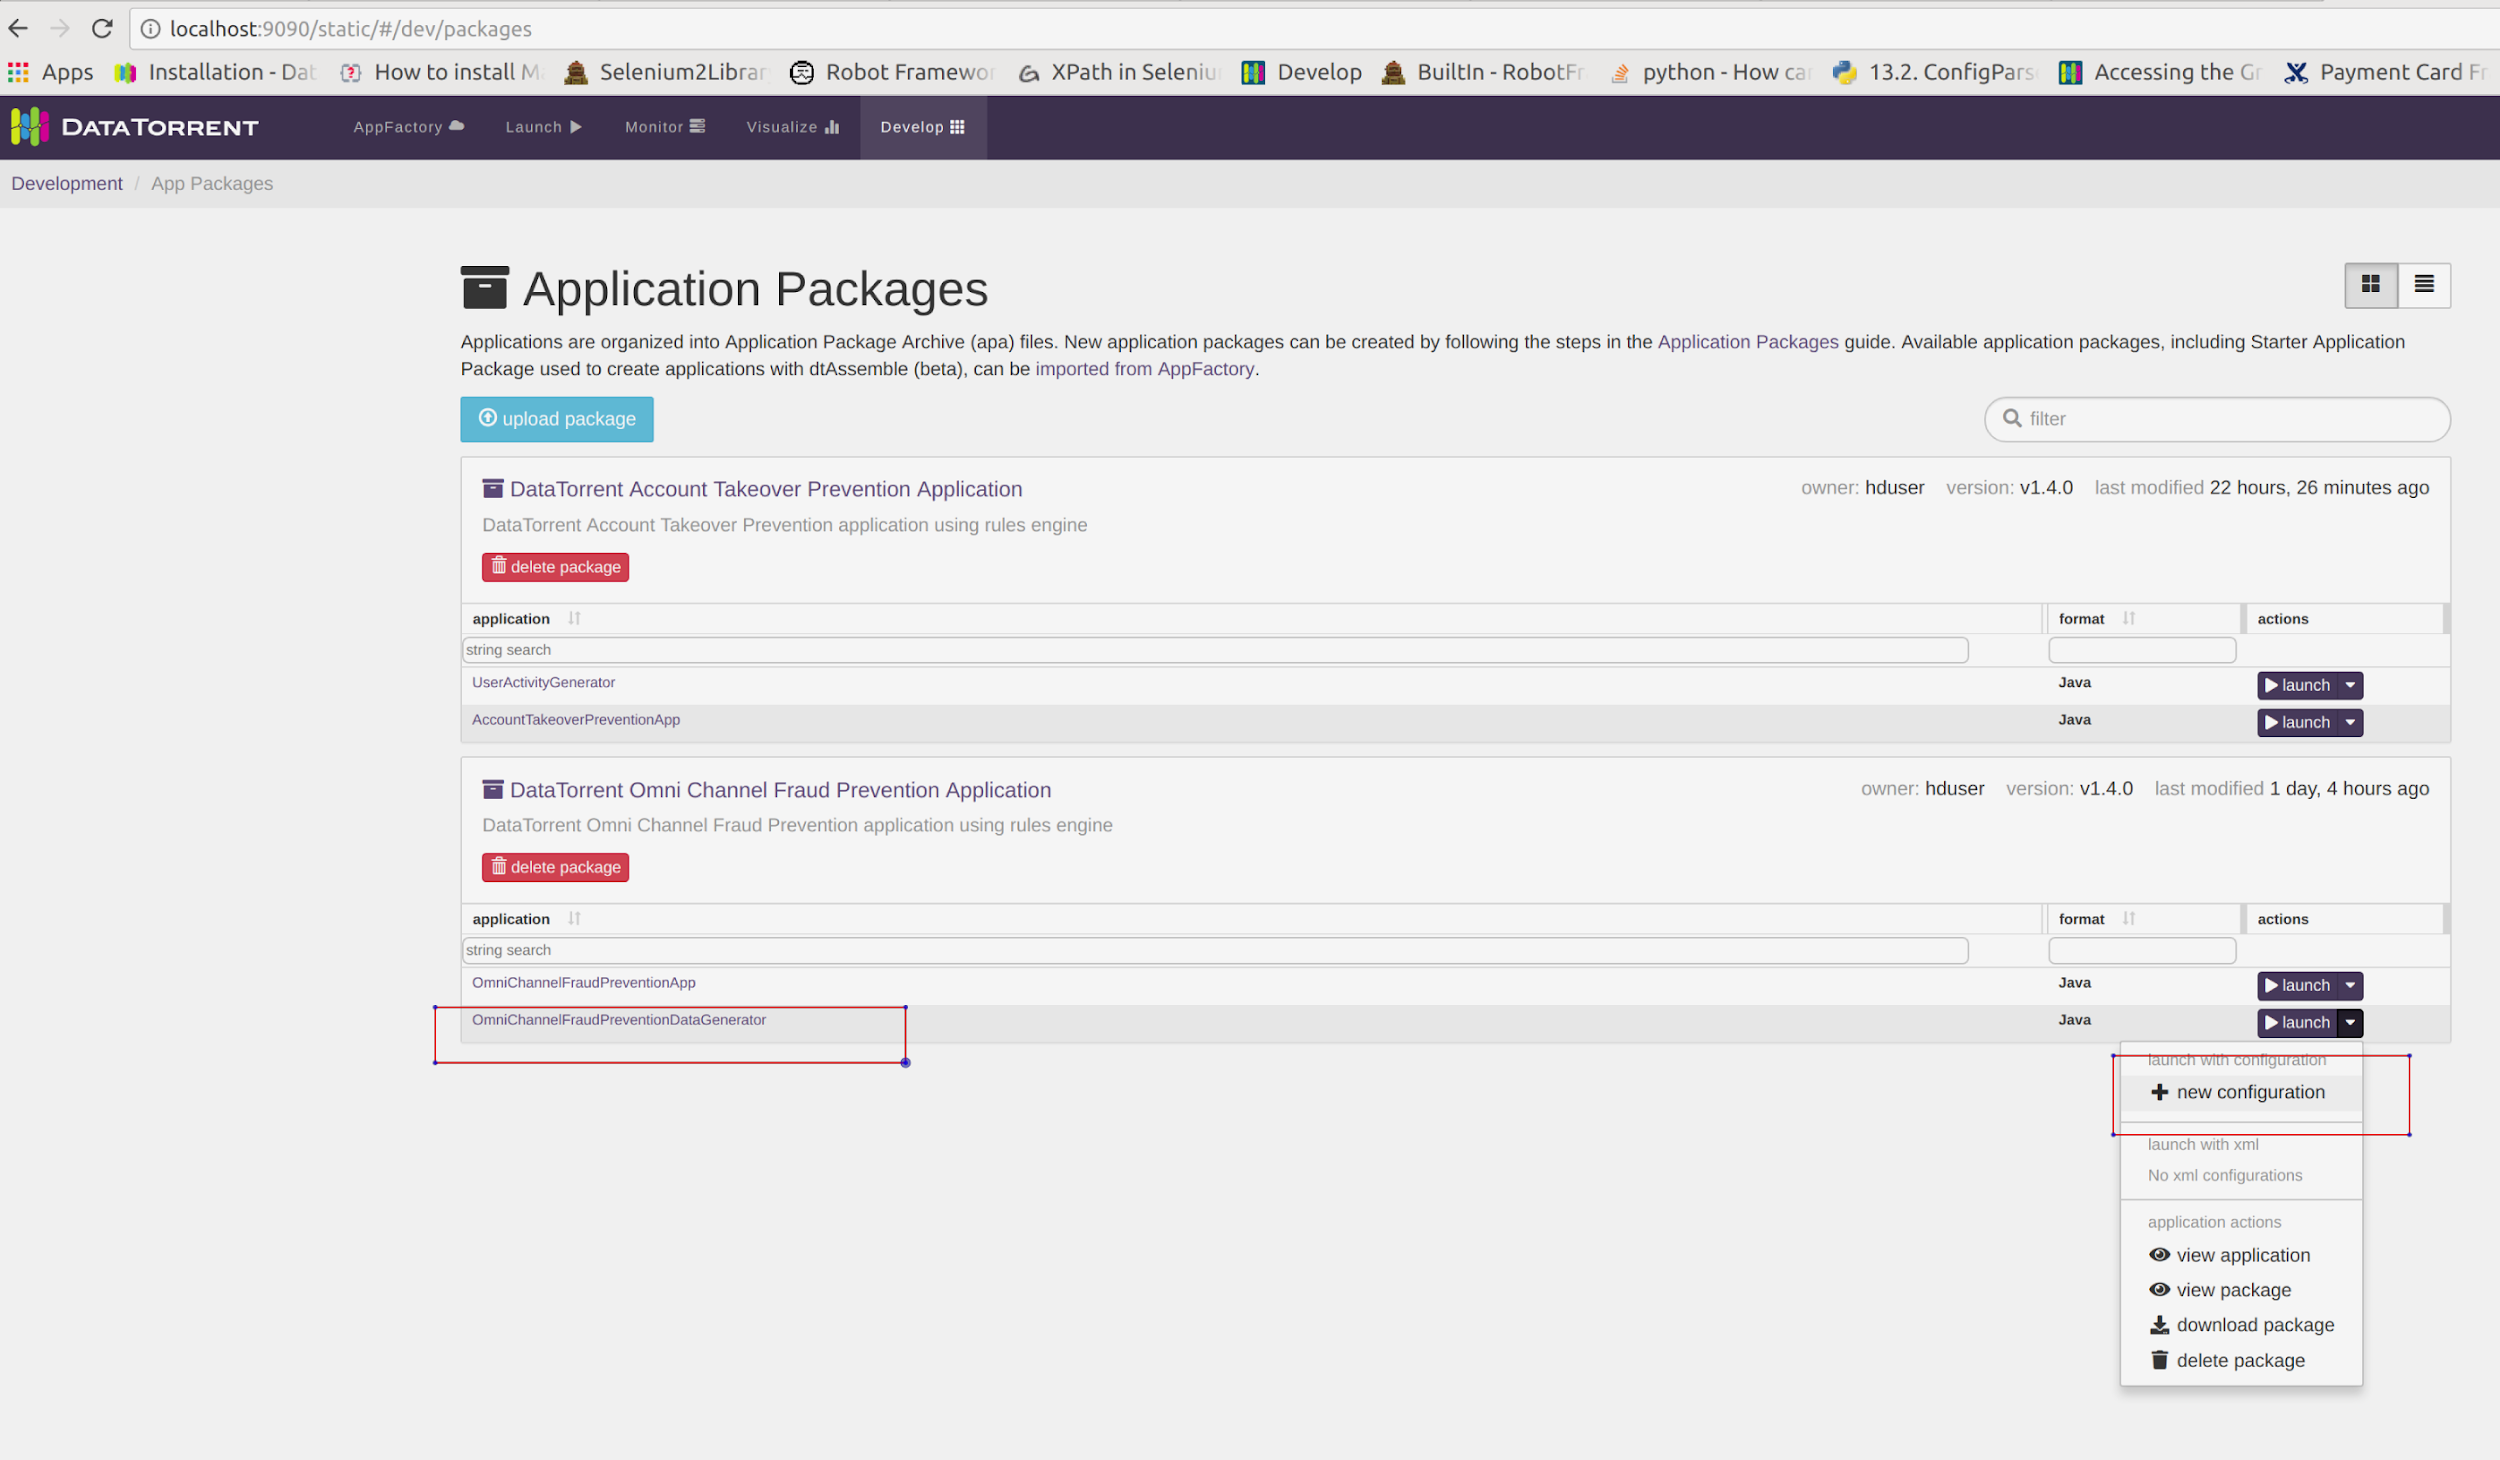 localhost:9090/static/#/dev/packages
Apps Installation - Dat How to install M Selenium2Librar Robot Framewor XPath in Seleniu Develop BuiltIn - RobotFr python - How ca 13.2. ConfigPars Accessing the Gr Payment Card Fr
DATATORRENT AppFactory Launch Monitor Visualize Develop
Development / App Packages
Application Packages
Applications are organized into Application Package Archive (apa) files. New application packages can be created by following the steps in the Application Packages guide. Available application packages, including Starter Application
Package used to create applications with dtAssemble (beta), can be imported from AppFactory.
upload package filter
DataTorrent Account Takeover Prevention Application owner: hduser version: v1.4.0 last modified 22 hours, 26 minutes ago
DataTorrent Account Takeover Prevention application using rules engine
delete package
application format actions
string search
UserActivityGenerator Java launch
AccountTakeoverPreventionApp Java launch
DataTorrent Omni Channel Fraud Prevention Application owner: hduser version: v1.4.0 last modified 1 day, 4 hours ago
DataTorrent Omni Channel Fraud Prevention application using rules engine
delete package
application format actions
string search
OmniChannelFraudPreventionApp Java launch
OmniChannelFraudPreventionDataGenerator Java launch
launch with configuration
new configuration
launch with xml
No xml configurations
application actions
view application
view package
download package
delete package